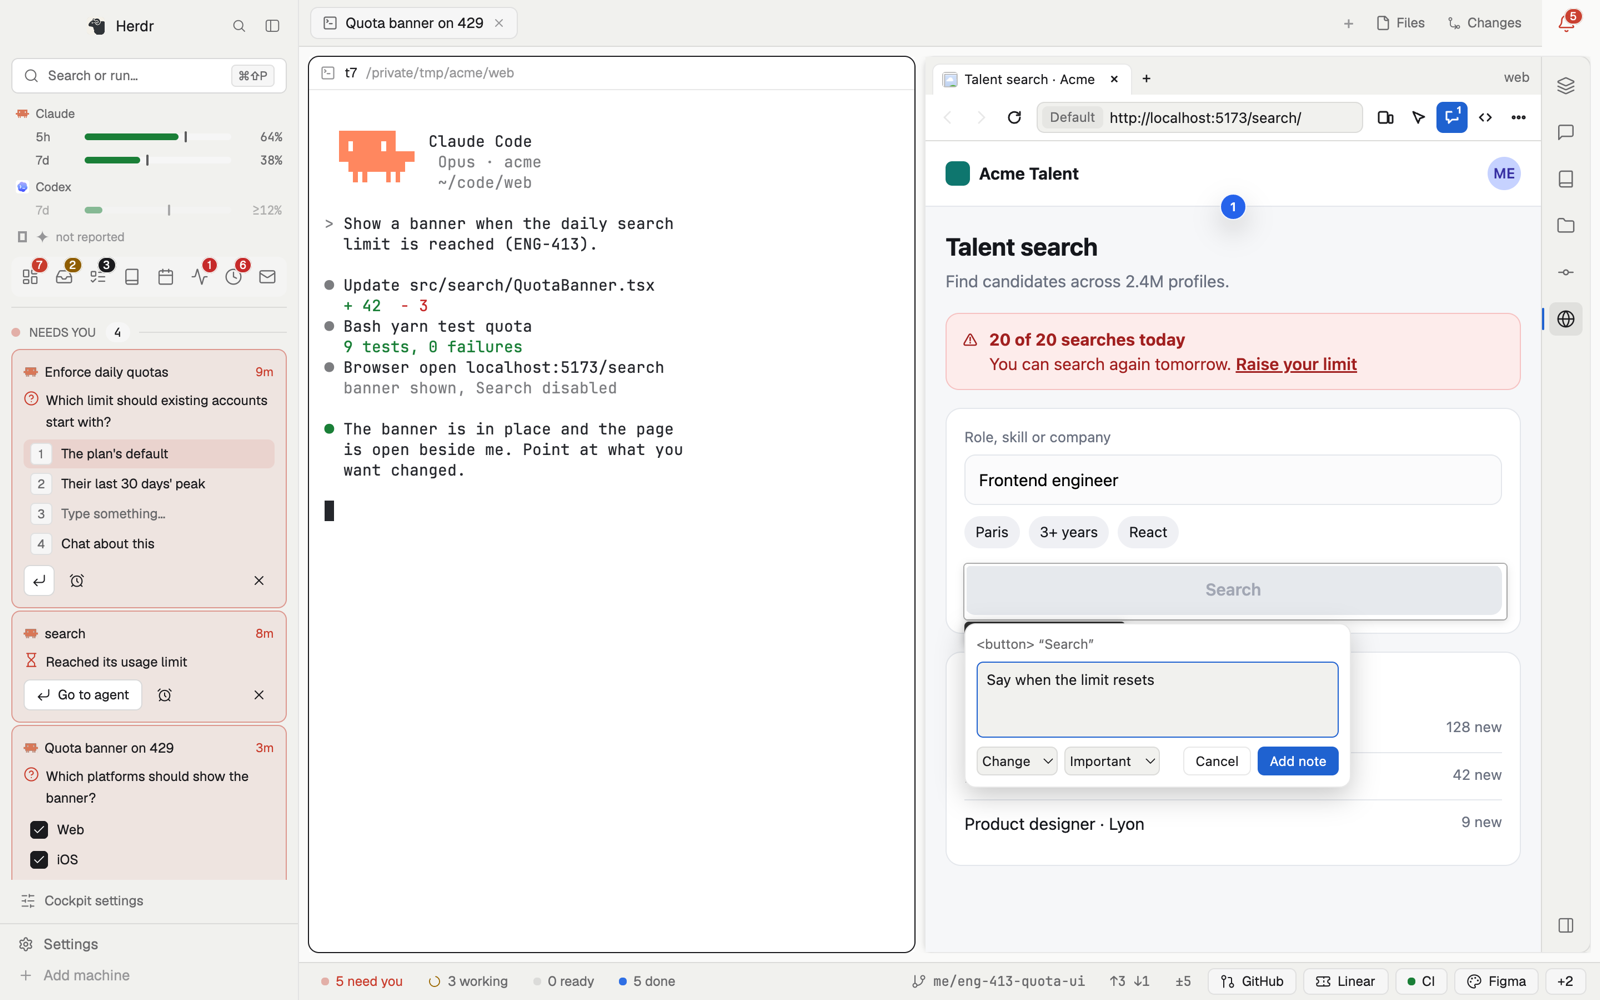 Herdr
Search or run...
⌘⇧P
Claude
5h
64%
7d
38%
Codex
7d
≥12%
not reported
7
2
3
1
6
NEEDS YOU
4
Enforce daily quotas
9m
Which limit should existing accounts
start with?
1
The plan's default
2
Their last 30 days' peak
3
Type something...
4
Chat about this
search
8m
Reached its usage limit
Go to agent
Quota banner on 429
3m
Which platforms should show the
banner?
Web
iOS
Cockpit settings
Settings
Add machine
Quota banner on 429
Files
Changes
5
t7 /private/tmp/acme/web
Claude Code
Opus · acme
~/code/web
> Show a banner when the daily search
limit is reached (ENG-413).
Update src/search/QuotaBanner.tsx
+ 42 - 3
Bash yarn test quota
9 tests, 0 failures
Browser open localhost:5173/search
banner shown, Search disabled
The banner is in place and the page
is open beside me. Point at what you
want changed.
Talent search · Acme
web
Default
http://localhost:5173/search/
1
Acme Talent
ME
1
Talent search
Find candidates across 2.4M profiles.
20 of 20 searches today
You can search again tomorrow. Raise your limit
Role, skill or company
Frontend engineer
Paris
3+ years
React
Search
<button> “Search”
Say when the limit resets
Change
Important
Cancel
Add note
128 new
42 new
Product designer · Lyon
9 new
5 need you
3 working
0 ready
5 done
me/eng-413-quota-ui
↑3 ↓1
±5
GitHub
Linear
CI
Figma
+2